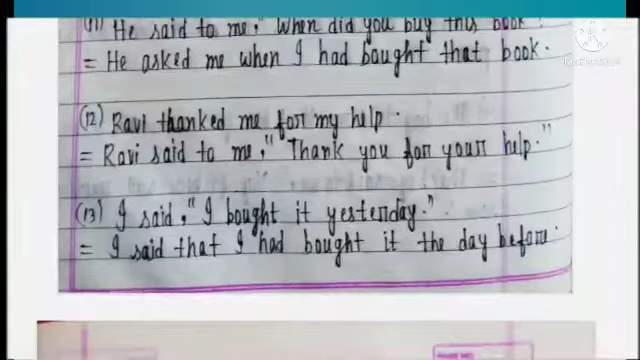 (11) He said to me, "When did you buy this book?
= He asked me when I had bought that book.
(12) Ravi thanked me for my help.
= Ravi said to me, "Thank you for your help."
(13) I said, "I bought it yesterday."
= I said that I had bought it the day before.